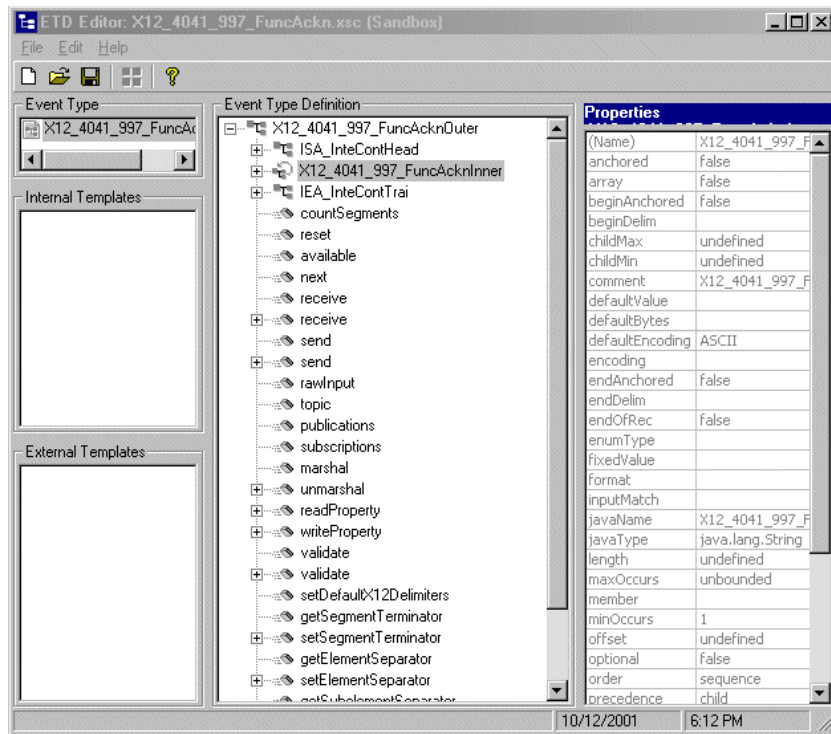 ETD Editor: X12_4041_997_FuncAckn.xsc (Sandbox)
File Edit Help
Event Type
X12_4041_997_FuncAc
Internal Templates
External Templates
Event Type Definition
X12_4041_997_FuncAcknOuter
ISA_InteContHead
X12_4041_997_FuncAcknInner
IEA_InteContTrai
countSegments
reset
available
next
receive
receive
send
send
rawInput
topic
publications
subscriptions
marshal
unmarshal
readProperty
writeProperty
validate
validate
setDefaultX12Delimiters
getSegmentTerminator
setSegmentTerminator
getElementSeparator
setElementSeparator
getSubelementSeparator
Properties
(Name) X12_4041_997_F
anchored false
array false
beginAnchored false
beginDelim
childMax undefined
childMin undefined
comment X12_4041_997_F
defaultValue
defaultBytes
defaultEncoding ASCII
encoding
endAnchored false
endDelim
endOfRec false
enumType
fixedValue
format
inputMatch
javaName X12_4041_997_F
javaType java.lang.String
length undefined
maxOccurs unbounded
member
minOccurs 1
offset undefined
optional false
order sequence
precedence child
10/12/2001 6:12 PM